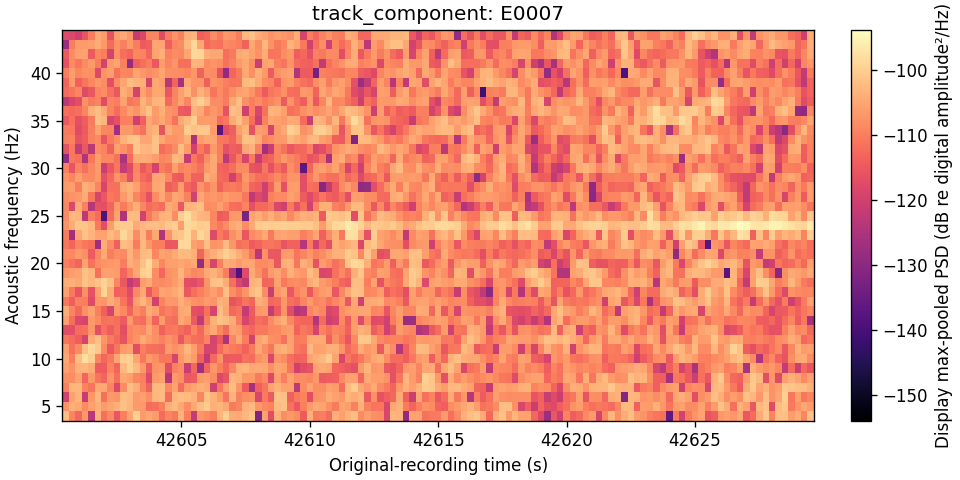 track_component: E0007
Acoustic frequency (Hz)
40
35
30
25
20
15
10
5
42605 42610 42615 42620 42625
Original-recording time (s)
−100
−110
−120
−130
−140
−150
Display max-pooled PSD (dB re digital amplitude²/Hz)